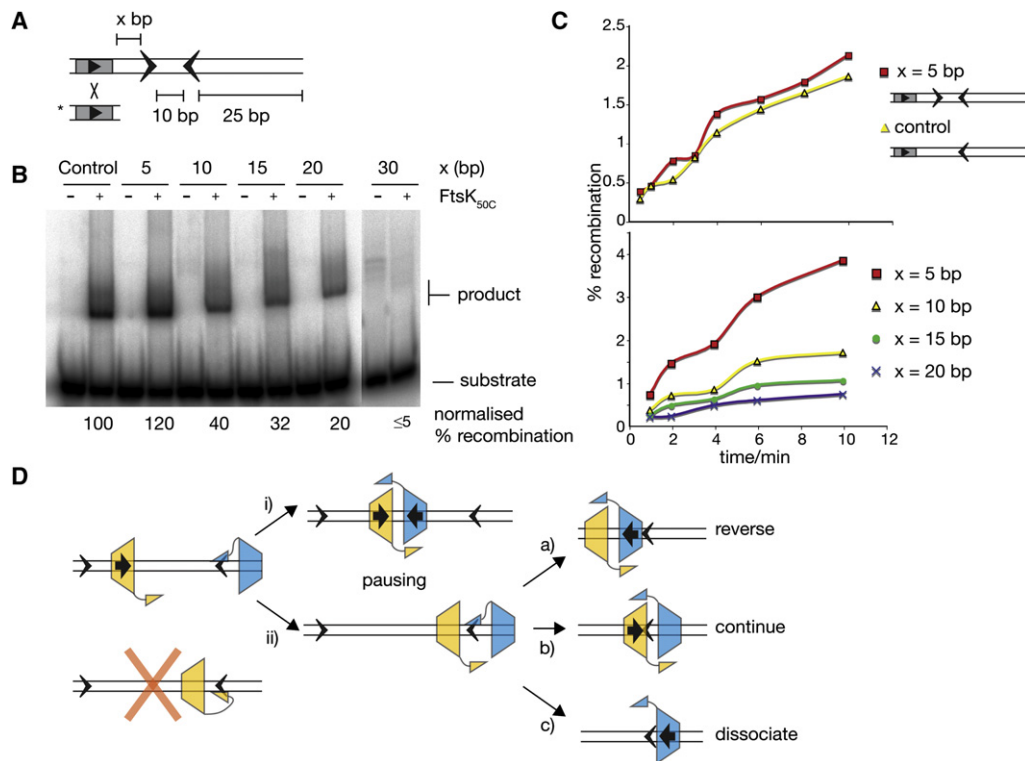 A
x bp
*
10 bp
25 bp
B
Control 5 10 15 20 30 x (bp)
- + - + - + - + - + - + FtsK50C
product
substrate
100 120 40 32 20 ≤5 normalised % recombination
C
2.5
2
1.5
1
0.5
0
x = 5 bp
control
% recombination
4
3
2
1
0
0 2 4 6 8 10 12
time/min
x = 5 bp
x = 10 bp
x = 15 bp
x = 20 bp
D
i)
pausing
ii)
a)
reverse
b)
continue
c)
dissociate